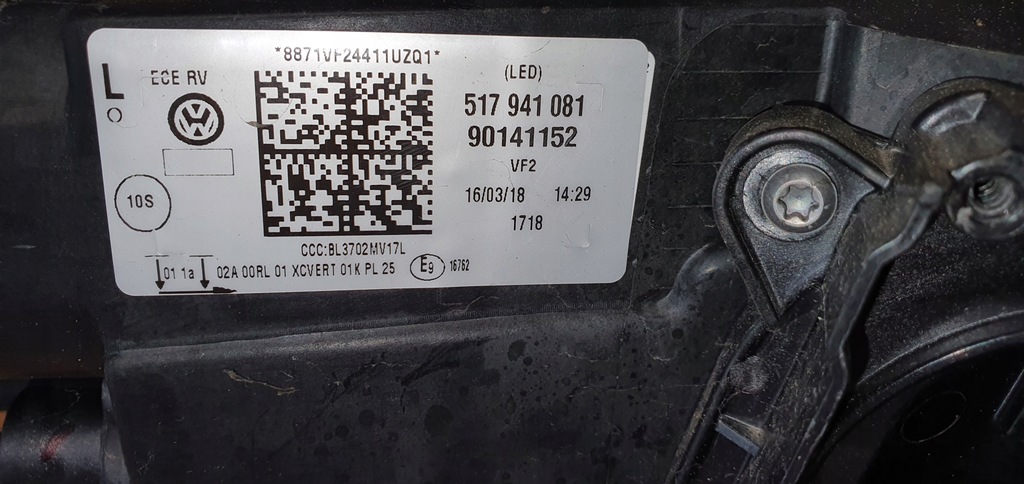 *8871VF24411UZQ1*
L
ECE RV
(LED)
517 941 081
90141152
VF2
10S
16/03/18 14:29
1718
CCC:BL3702MV17L
01 1a 02A 00RL 01 XCVERT 01K PL 25 E9 16762